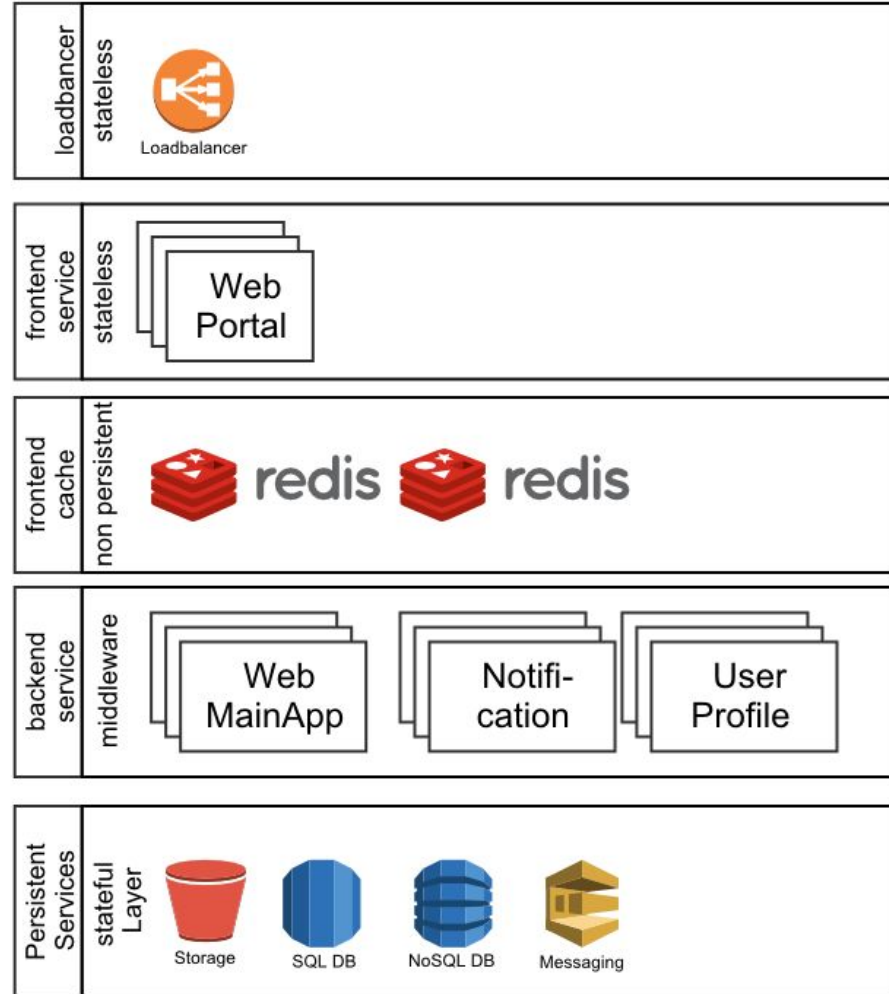 loadbancer
stateless
Loadbalancer
frontend
service
stateless
Web
Portal
frontend
cache
non persistent
redis
redis
backend
service
middleware
Web
MainApp
Notifi-
cation
User
Profile
Persistent
Services
stateful
Layer
Storage
SQL DB
NoSQL DB
Messaging